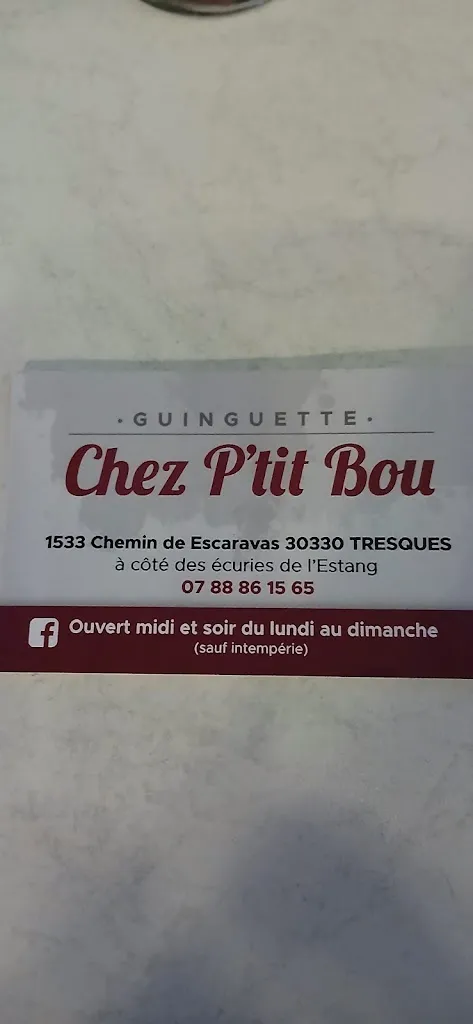 ·GUINGUETTE·
Chez P'tit Bou
1533 Chemin de Escaravas 30330 TRESQUES
à côté des écuries de l'Estang
07 88 86 15 65
Ouvert midi et soir du lundi au dimanche
(sauf intempérie)